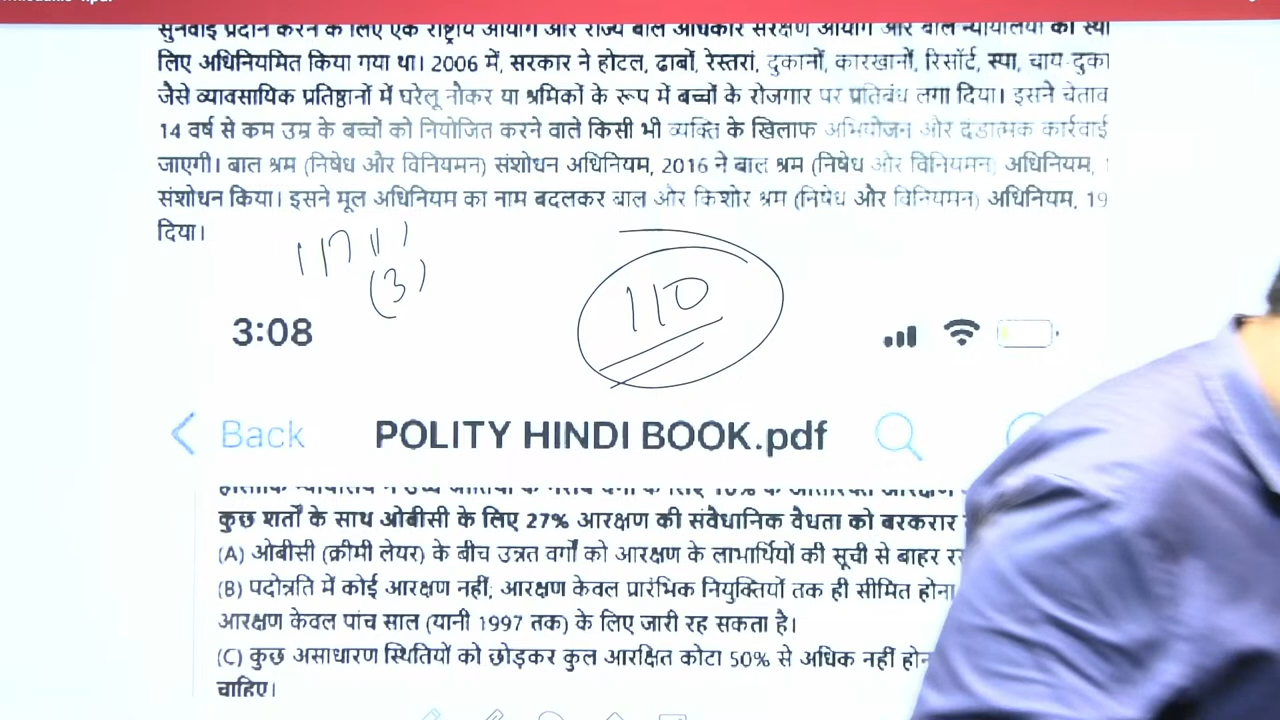 सुनवाई प्रदान करने के लिए एक राष्ट्रीय आयोग और राज्य बाल अधिकार संरक्षण आयोग और बाल न्यायालयों की स्था
लिए अधिनियमित किया गया था। 2006 में, सरकार ने होटल, ढाबों, रेस्तरां, दुकानों, कारखानों, रिसॉर्ट, स्पा, चाय-दुका
जैसे व्यावसायिक प्रतिष्ठानों में घरेलू नौकर या श्रमिकों के रूप में बच्चों के रोजगार पर प्रतिबंध लगा दिया। इसने चेताव
14 वर्ष से कम उम्र के बच्चों को नियोजित करने वाले किसी भी व्यक्ति के खिलाफ अभियोजन और दंडात्मक कार्रवाई
जाएगी। बाल श्रम (निषेध और विनियमन) संशोधन अधिनियम, 2016 ने बाल श्रम (निषेध और विनियमन) अधिनियम,
संशोधन किया। इसने मूल अधिनियम का नाम बदलकर बाल और किशोर श्रम (निषेध और विनियमन) अधिनियम, 19
दिया।
(3)
110
3:08
Back POLITY HINDI BOOK.pdf
कुछ शर्तों के साथ ओबीसी के लिए 27% आरक्षण की संवैधानिक वैधता को बरकरार
(A) ओबीसी (क्रीमी लेयर) के बीच उन्नत वर्गों को आरक्षण के लाभार्थियों की सूची से बाहर
(B) पदोन्नति में कोई आरक्षण नहीं; आरक्षण केवल प्रारंभिक नियुक्तियों तक ही सीमित होना
आरक्षण केवल पांच साल (यानी 1997 तक) के लिए जारी रह सकता है।
(C) कुछ असाधारण स्थितियों को छोड़कर कुल आरक्षित कोटा 50% से अधिक नहीं
चाहिए।